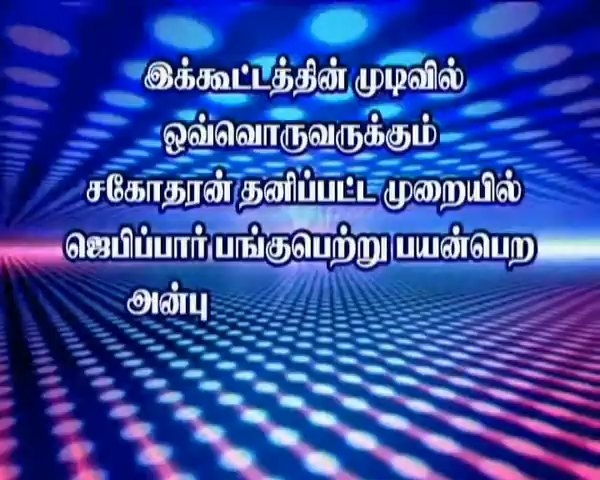 இக்கூட்டத்தின் முடிவில்
ஒவ்வொருவருக்கும்
சகோதரன் தனிப்பட்ட முறையில்
ஜெபிப்பார் பங்குபெற்று பயன்பெற
அன்பு